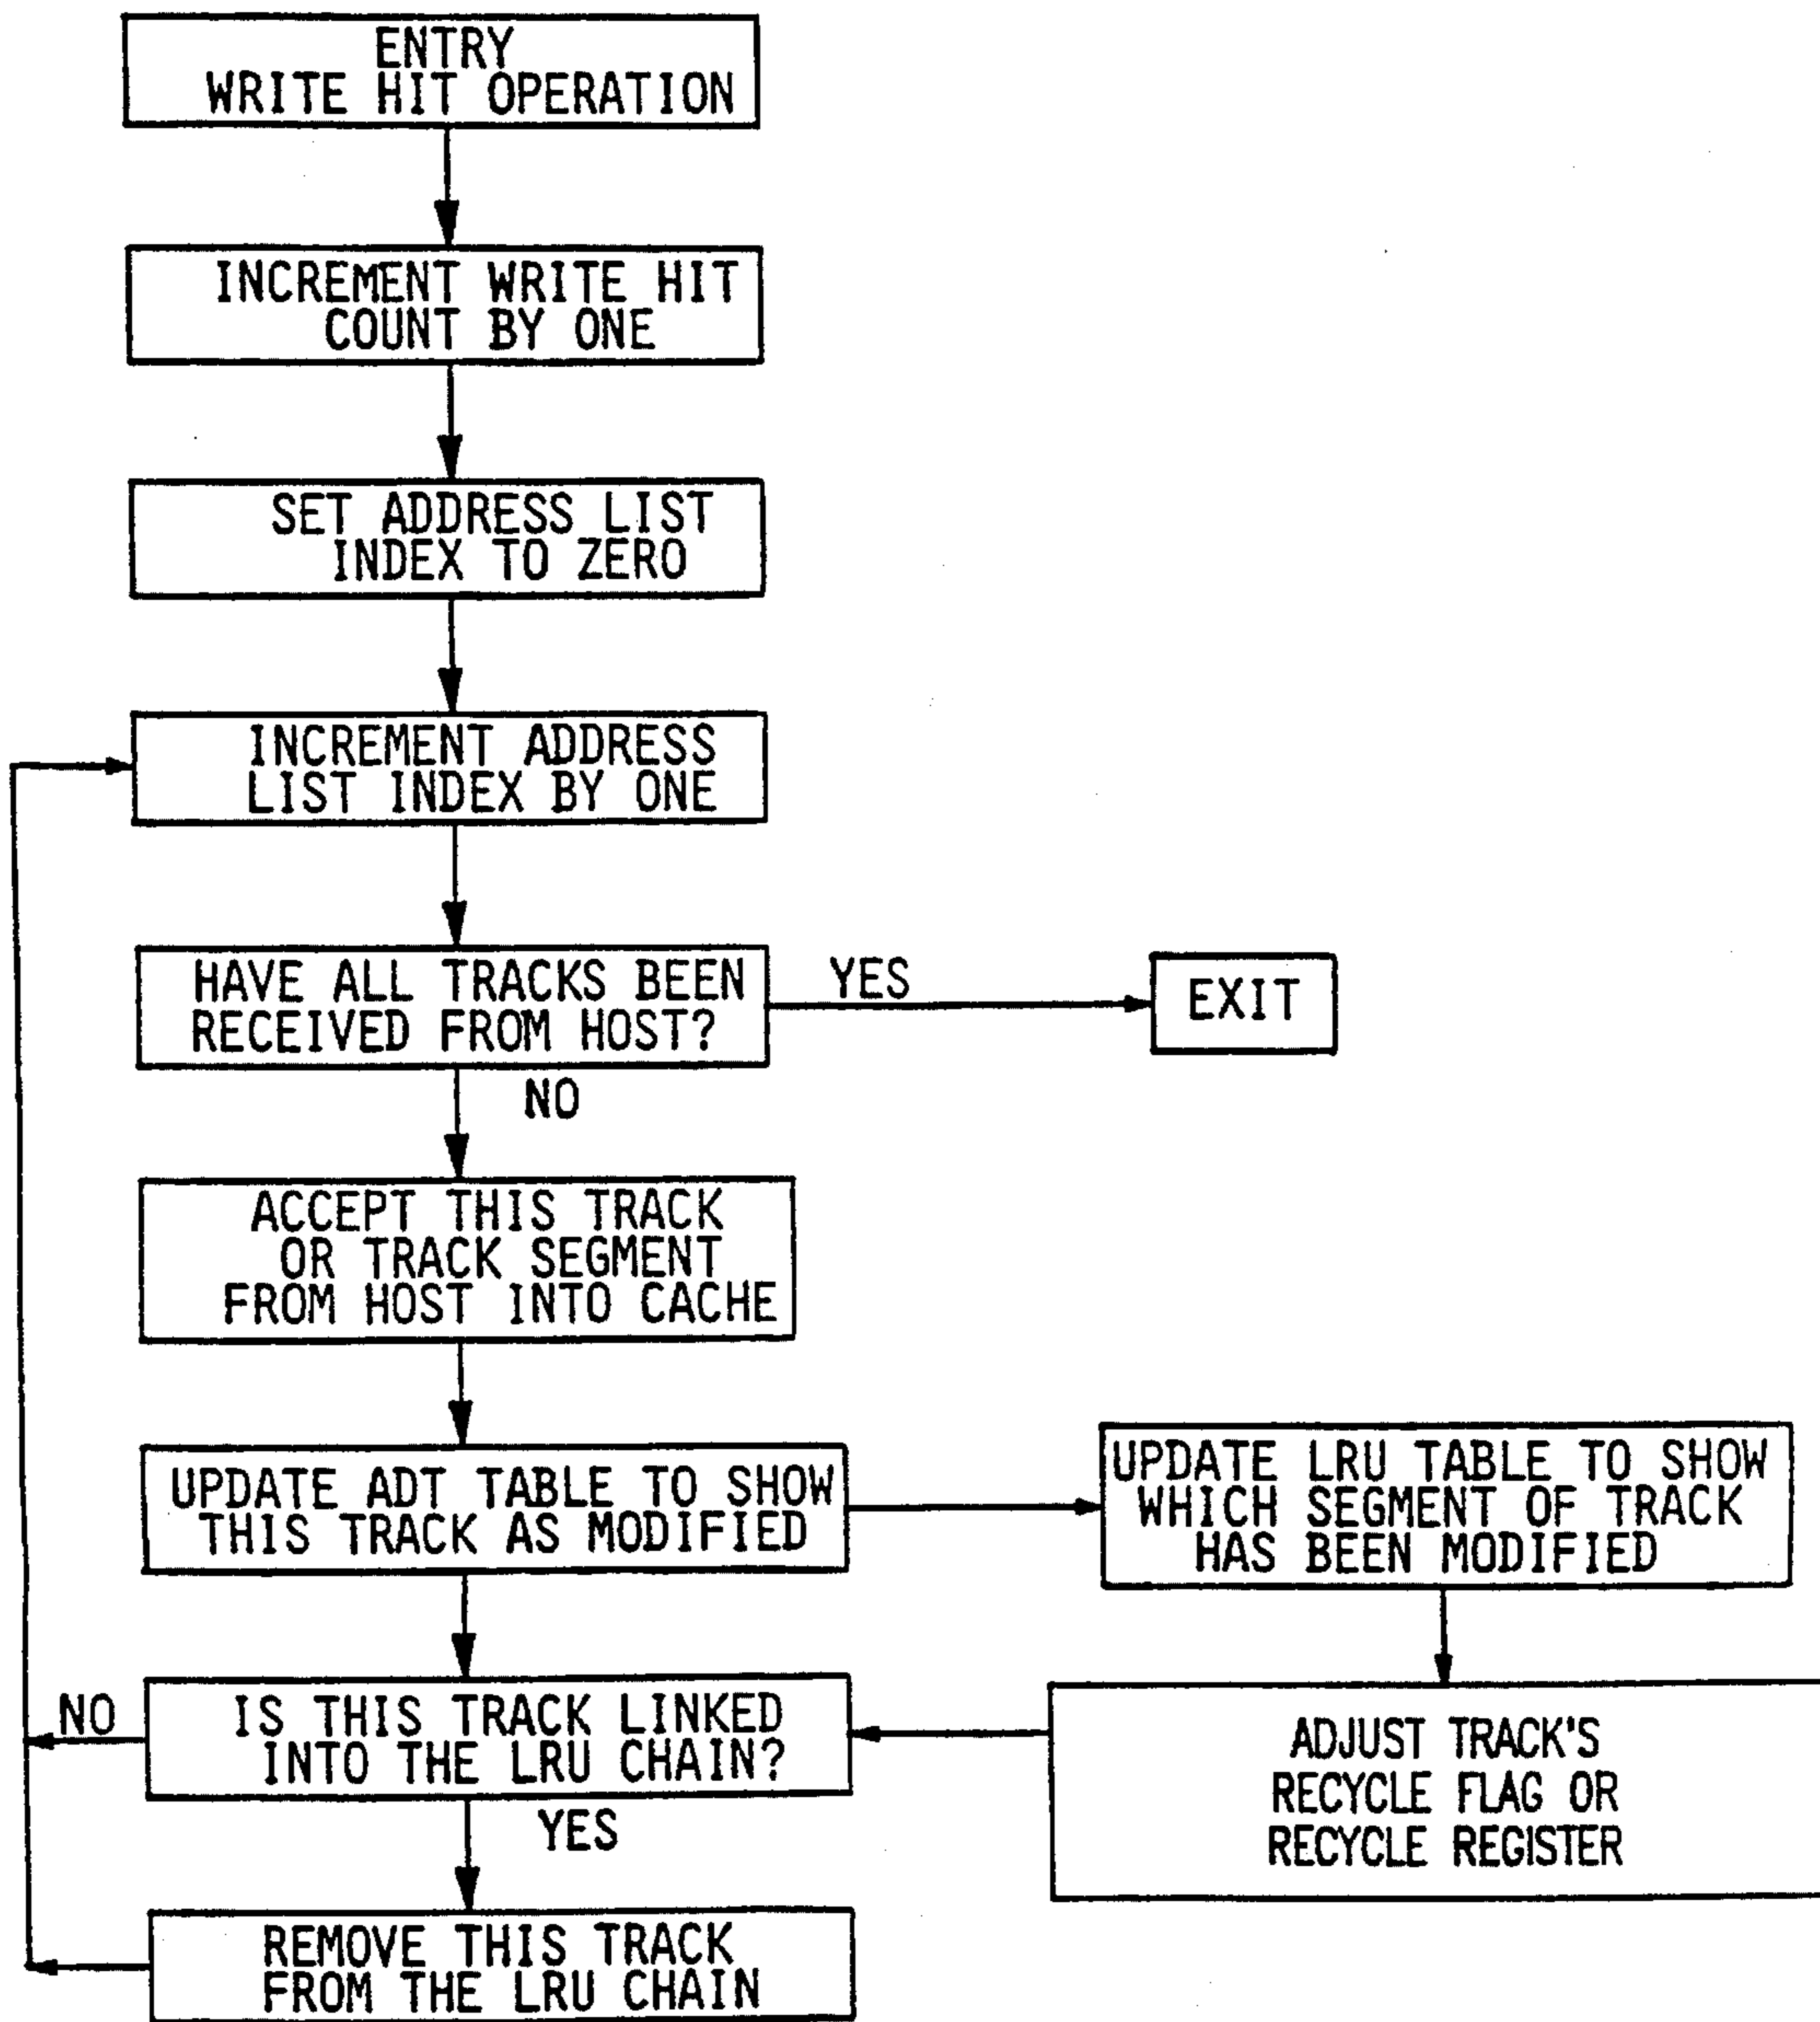 ENTRY
WRITE HIT OPERATION
INCREMENT WRITE HIT
COUNT BY ONE
SET ADDRESS LIST
INDEX TO ZERO
INCREMENT ADDRESS
LIST INDEX BY ONE
HAVE ALL TRACKS BEEN
RECEIVED FROM HOST?
YES
EXIT
NO
ACCEPT THIS TRACK
OR TRACK SEGMENT
FROM HOST INTO CACHE
UPDATE ADT TABLE TO SHOW
THIS TRACK AS MODIFIED
UPDATE LRU TABLE TO SHOW
WHICH SEGMENT OF TRACK
HAS BEEN MODIFIED
NO
IS THIS TRACK LINKED
INTO THE LRU CHAIN?
ADJUST TRACK'S
RECYCLE FLAG OR
RECYCLE REGISTER
YES
REMOVE THIS TRACK
FROM THE LRU CHAIN